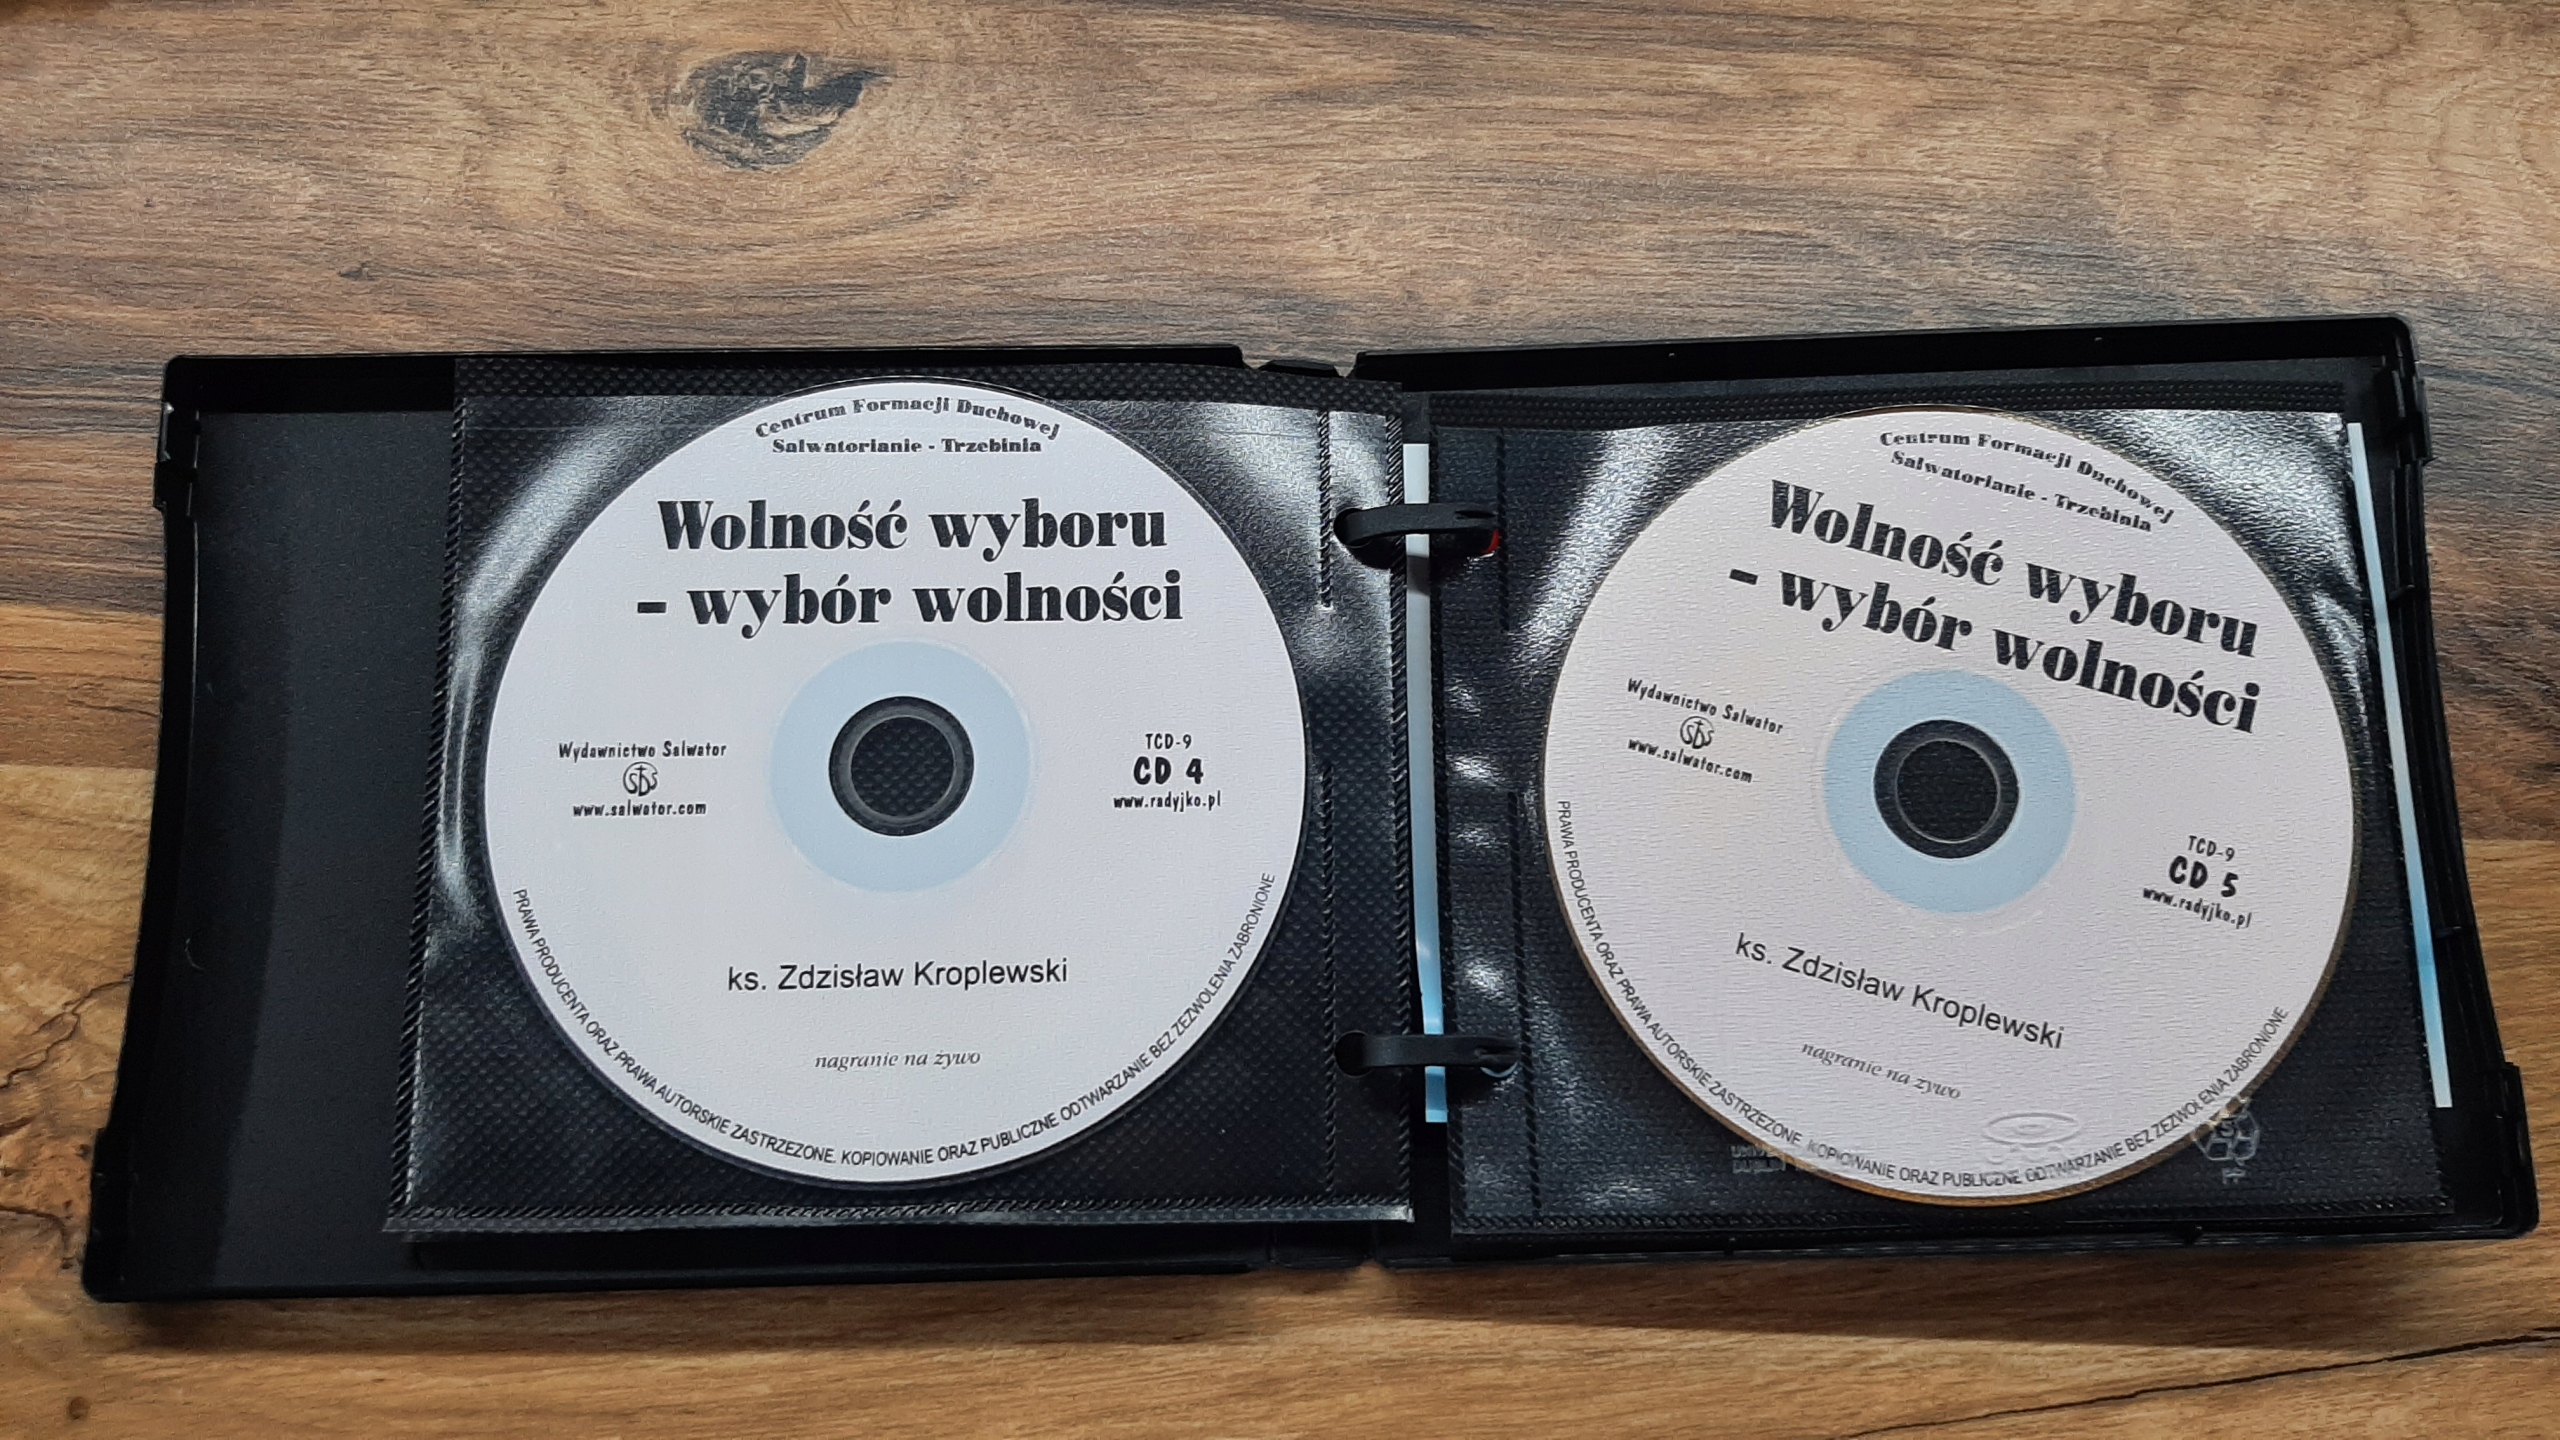 Centrum Formacji Duchowej
Salwatorianie - Trzebinia
Wolność wyboru
- wybór wolności
Wydawnictwo Salwator
SDS
www.salwator.com
TCD-9
CD 4
www.radyjko.pl
ks. Zdzisław Kroplewski
nagranie na żywo
PRAWA PRODUCENTA ORAZ PRAWA AUTORSKIE ZASTRZEŻONE. KOPIOWANIE ORAZ PUBLICZNE ODTWARZANIE BEZ ZEZWOLENIA ZABRONIONE
Centrum Formacji Duchowej
Salwatorianie - Trzebinia
Wolność wyboru
- wybór wolności
Wydawnictwo Salwator
SDS
www.salwator.com
TCD-9
CD 5
www.radyjko.pl
ks. Zdzisław Kroplewski
nagranie na żywo
PRAWA PRODUCENTA ORAZ PRAWA AUTORSKIE ZASTRZEŻONE. KOPIOWANIE ORAZ PUBLICZNE ODTWARZANIE BEZ ZEZWOLENIA ZABRONIONE